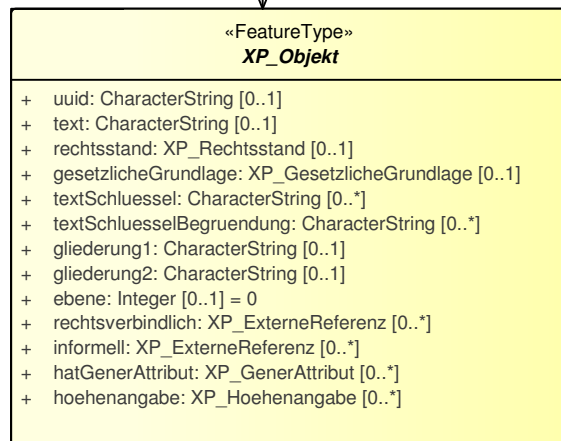 «FeatureType»
XP_Objekt
+ uuid: CharacterString [0..1]
+ text: CharacterString [0..1]
+ rechtsstand: XP_Rechtsstand [0..1]
+ gesetzlicheGrundlage: XP_GesetzlicheGrundlage [0..1]
+ textSchluessel: CharacterString [0..*]
+ textSchluesselBegruendung: CharacterString [0..*]
+ gliederung1: CharacterString [0..1]
+ gliederung2: CharacterString [0..1]
+ ebene: Integer [0..1] = 0
+ rechtsverbindlich: XP_ExterneReferenz [0..*]
+ informell: XP_ExterneReferenz [0..*]
+ hatGenerAttribut: XP_GenerAttribut [0..*]
+ hoehenangabe: XP_Hoehenangabe [0..*]